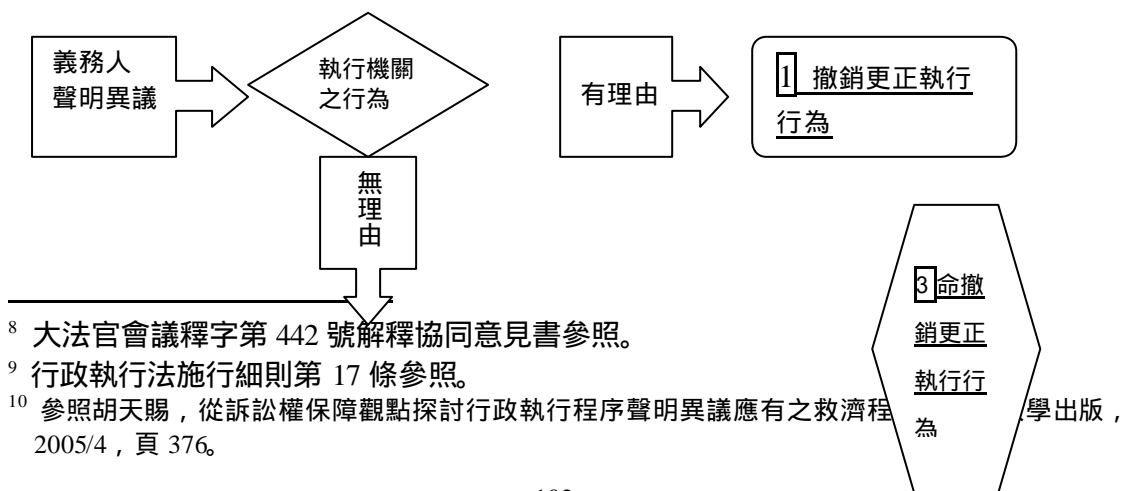 義務人
聲明異議
執行機關
之行為
有理由
1 撤銷更正執行
行為
無
理
由
3 命撤
銷更正
執行行
為
8 大法官會議釋字第 442 號解釋協同意見書參照。
9 行政執行法施行細則第 17 條參照。
10 參照胡天賜，從訴訟權保障觀點探討行政執行程序聲明異議應有之救濟程 學出版，
2005/4，頁 376。